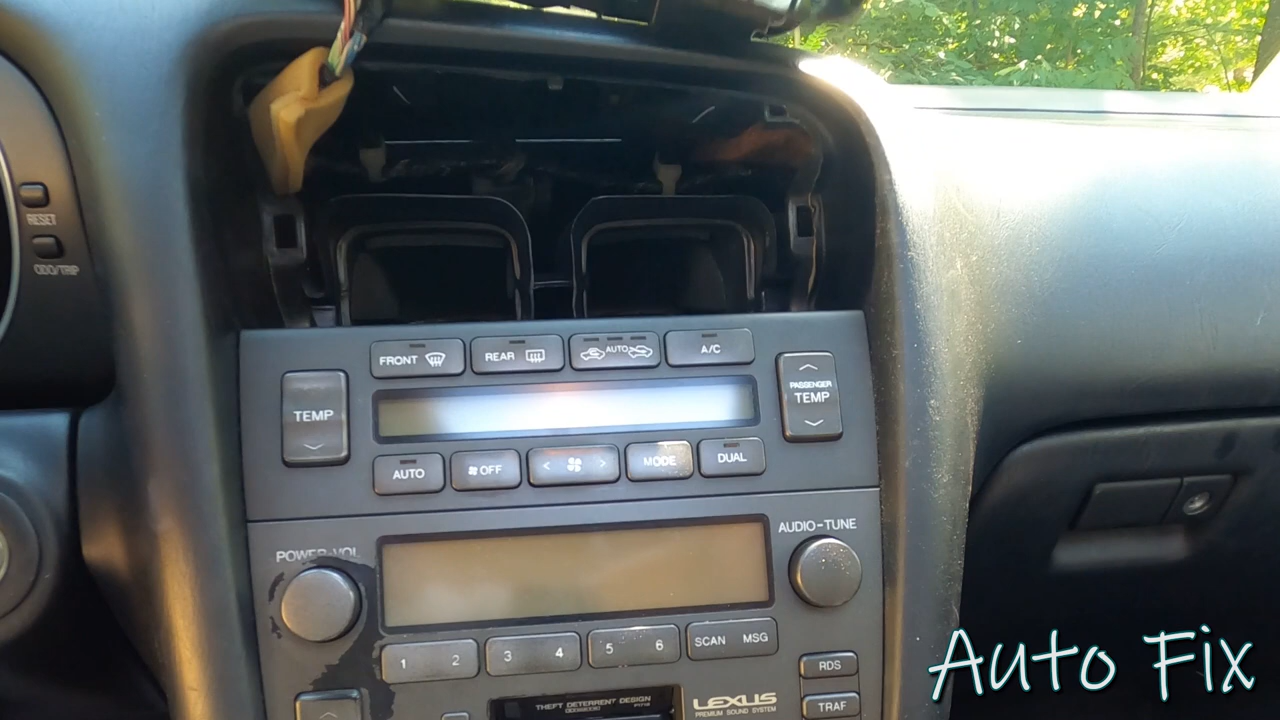 RESET
ODO/TRIP
FRONT
REAR
AUTO
A/C
TEMP
PASSENGER
TEMP
AUTO
OFF
< >
MODE
DUAL
POWER-VOL
AUDIO-TUNE
1 2
3 4
5 6
SCAN MSG
RDS
THEFT DETERRENT DESIGN
LEXUS
PREMIUM SOUND SYSTEM
TRAF
Auto Fix